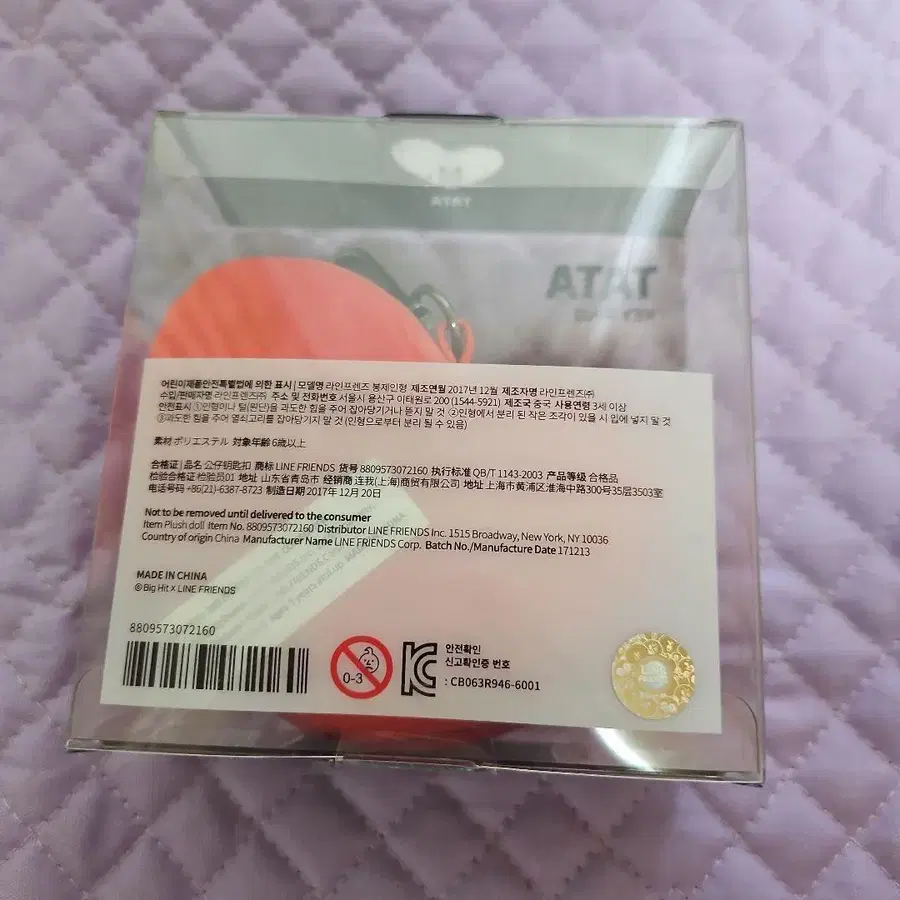 TATA
TATA
어린이제품안전특별법에 의한 표시 | 모델명 라인프렌즈 봉제인형 제조연월 2017년 12월 제조자명 라인프렌즈㈜
수입/판매자명 라인프렌즈㈜ 주소 및 전화번호 서울시 용산구 이태원로 200 (1544-5921) 제조국 중국 사용연령 3세 이상
안전표시 ①인형이나 털(원단)을 과도한 힘을 주어 잡아당기거나 뜯지 말 것 ②인형에서 분리 된 작은 조각이 있을 시 입에 넣지 말 것
③과도한 힘을 주어 열쇠고리를 잡아당기지 말 것 (인형으로부터 분리 될 수 있음)
素材 ポリエステル 対象年齢 6歳以上
合格证 | 品名 公仔钥匙扣 商标 LINE FRIENDS 货号 8809573072160 执行标准 QB/T 1143-2003 产品等级 合格品
检验合格证 检验员01 地址 山东省青岛市 经销商 连我(上海)商贸有限公司 地址 上海市黄浦区淮海中路300号35层3503室
电话号码 +86(21)-6387-8723 制造日期 2017年 12月 20日
Not to be removed until delivered to the consumer
Item Plush doll Item No. 8809573072160 Distributor LINE FRIENDS Inc. 1515 Broadway, New York, NY 10036
Country of origin China Manufacturer Name LINE FRIENDS Corp. Batch No./Manufacture Date 171213
MADE IN CHINA
© Big Hit X LINE FRIENDS
8809573072160
0-3
안전확인
신고확인증 번호
: CB063R946-6001